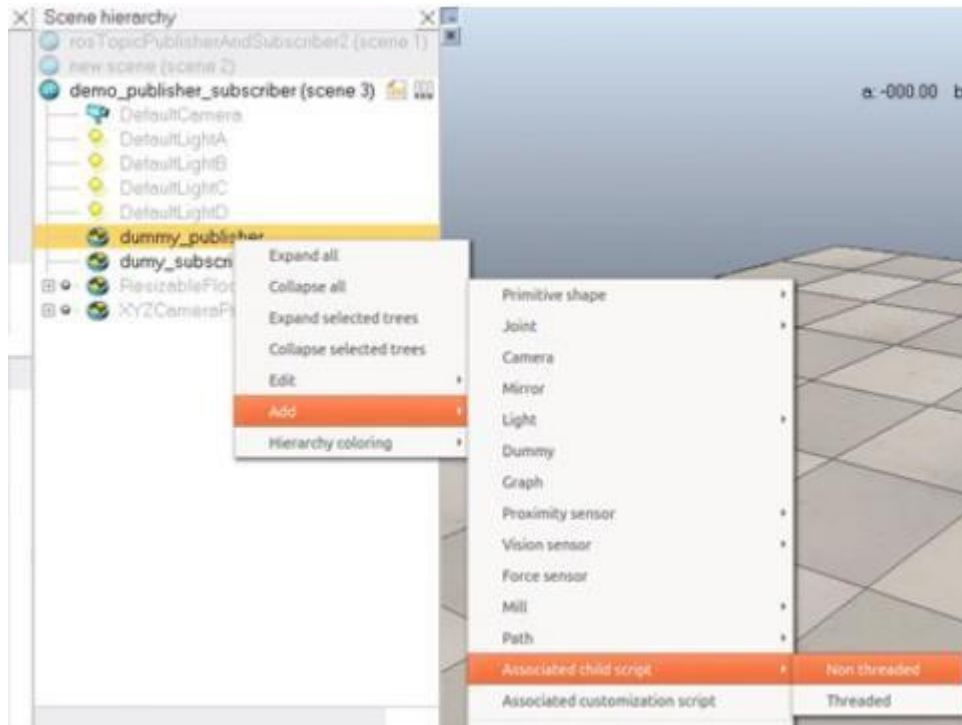 Scene hierarchy
rosTopicPublisherAndSubscriber2 (scene 1)
new scene (scene 2)
demo_publisher_subscriber (scene 3)
DefaultCamera
DefaultLightA
DefaultLightB
DefaultLightC
DefaultLightD
dummy_publisher
dumy_subscri
ResizableFloo
XYZCameraPr
a: -000.00 b
Expand all
Collapse all
Expand selected trees
Collapse selected trees
Edit
Add
Hierarchy coloring
Primitive shape
Joint
Camera
Mirror
Light
Dummy
Graph
Proximity sensor
Vision sensor
Force sensor
Mill
Path
Associated child script
Associated customization script
Non threaded
Threaded